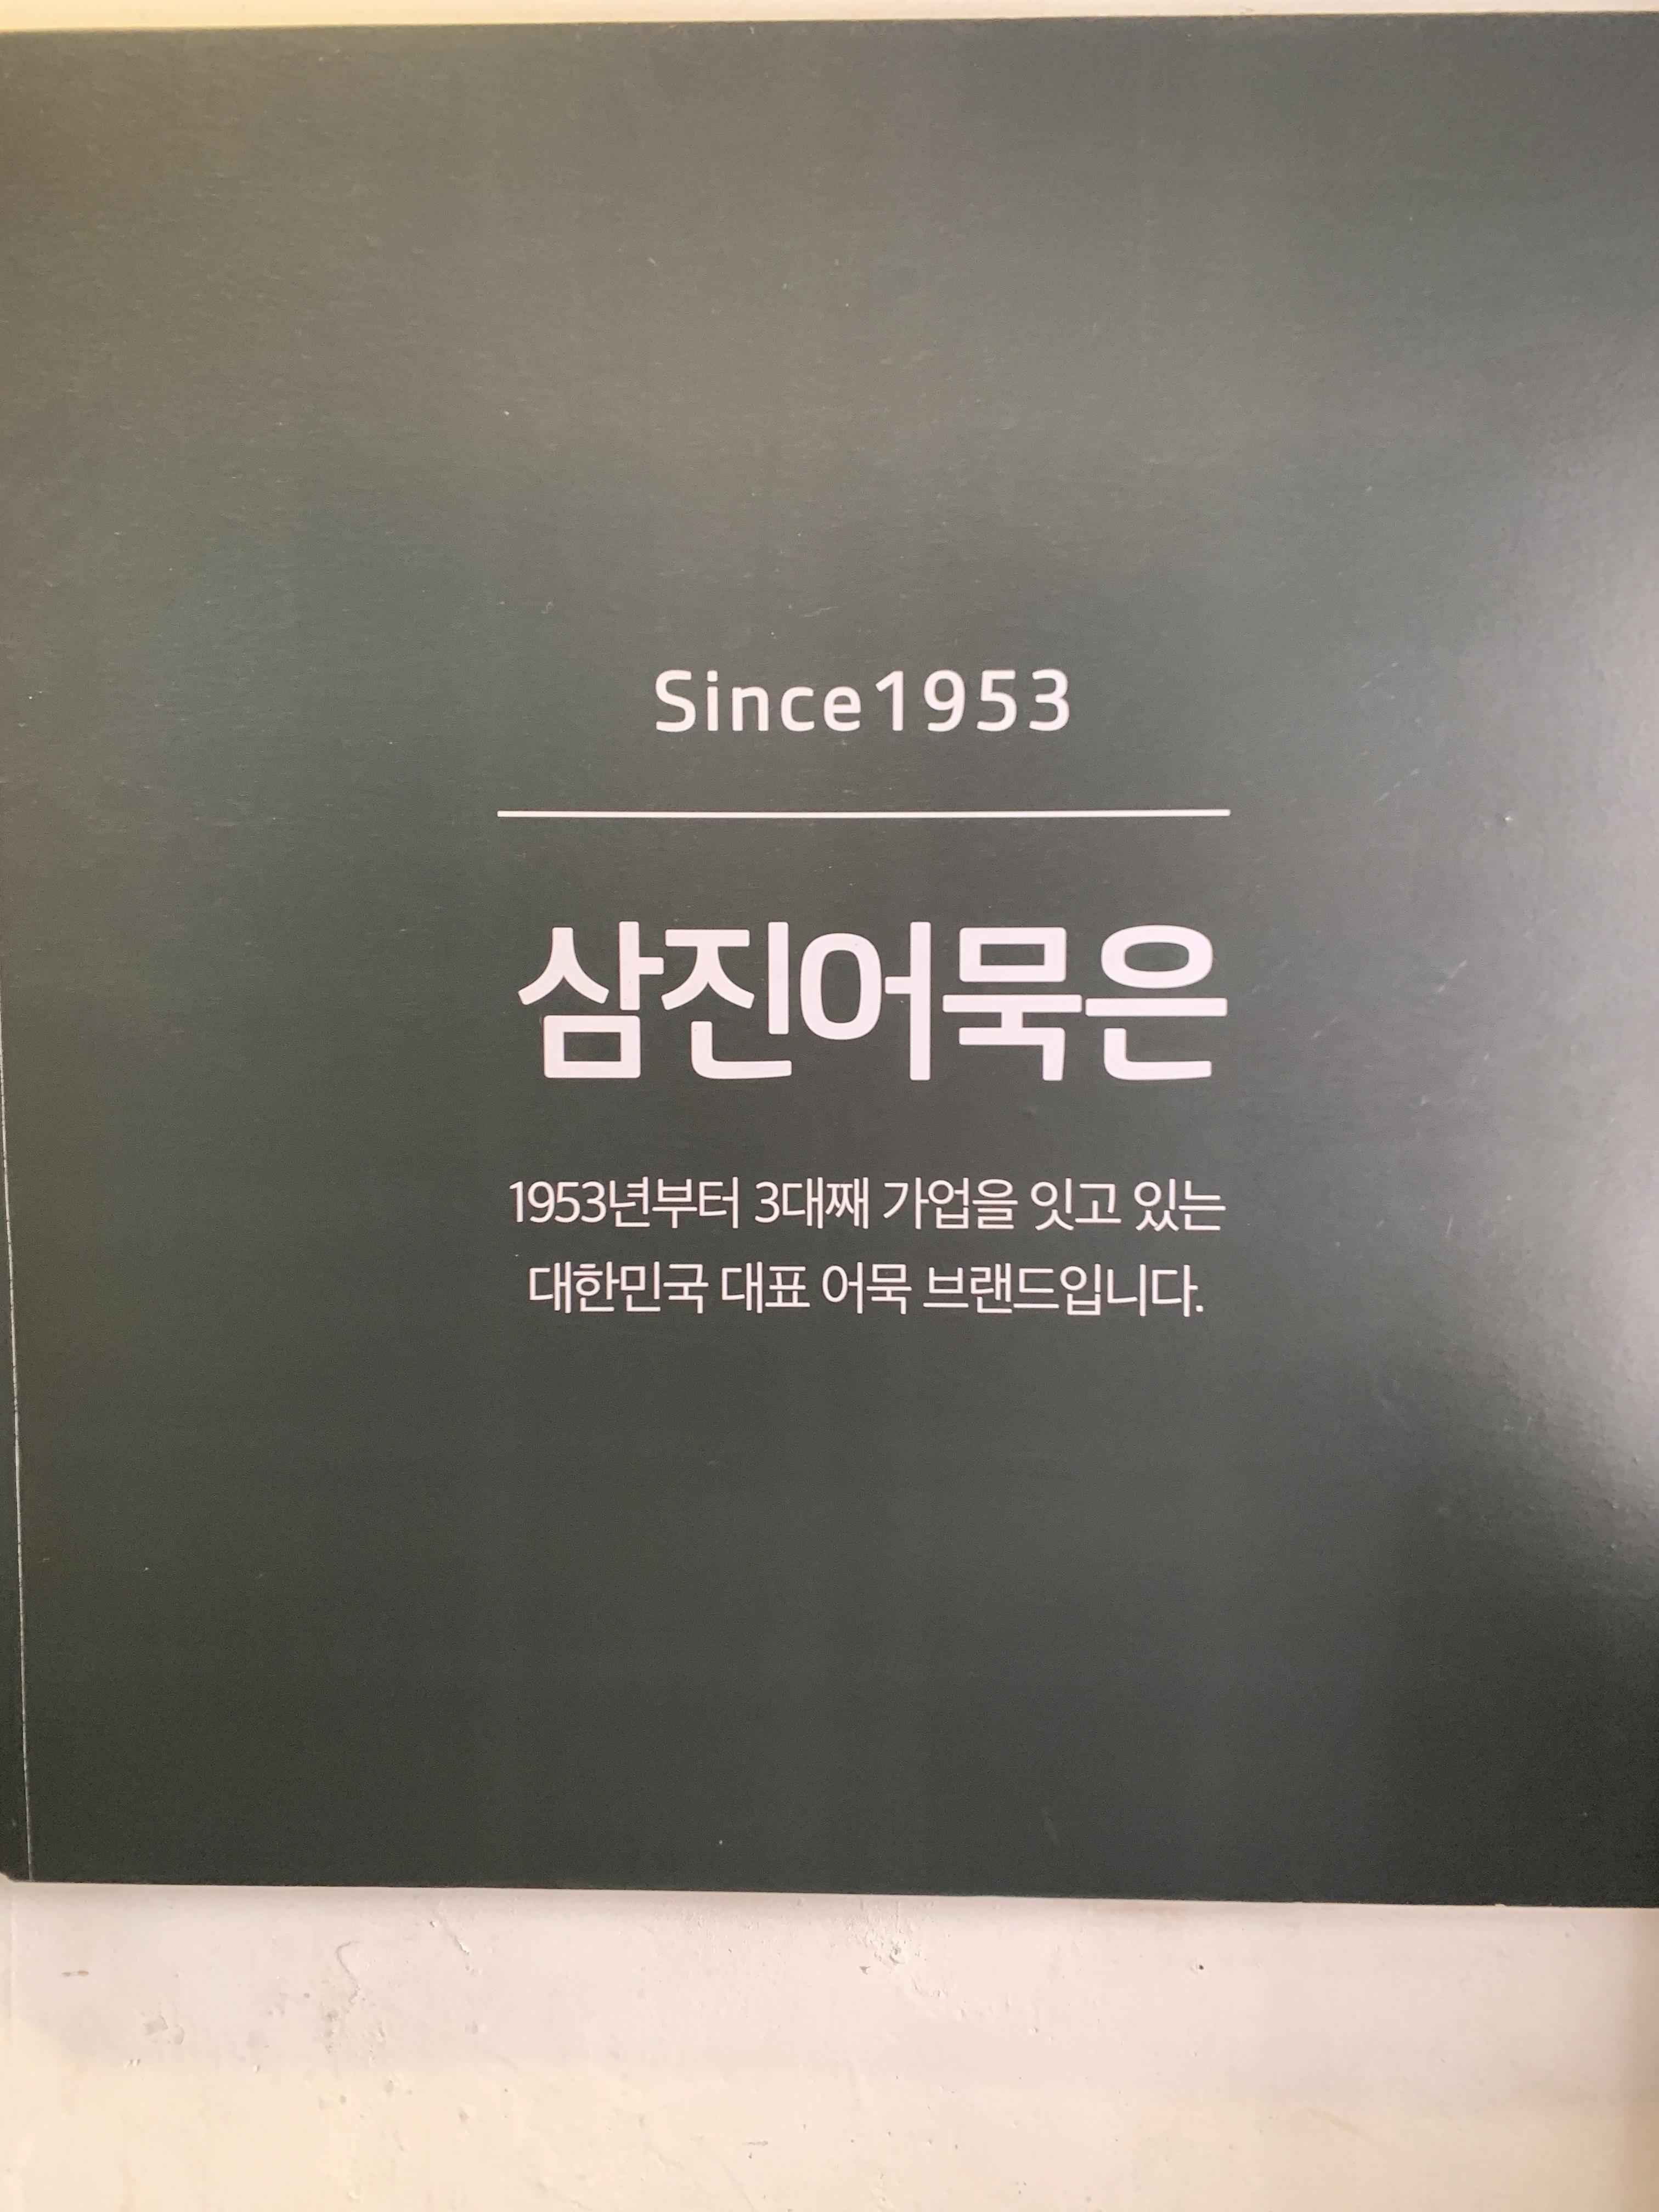 Since1953
삼진어묵은
1953년부터 3대째 가업을 잇고 있는
대한민국 대표 어묵 브랜드입니다.